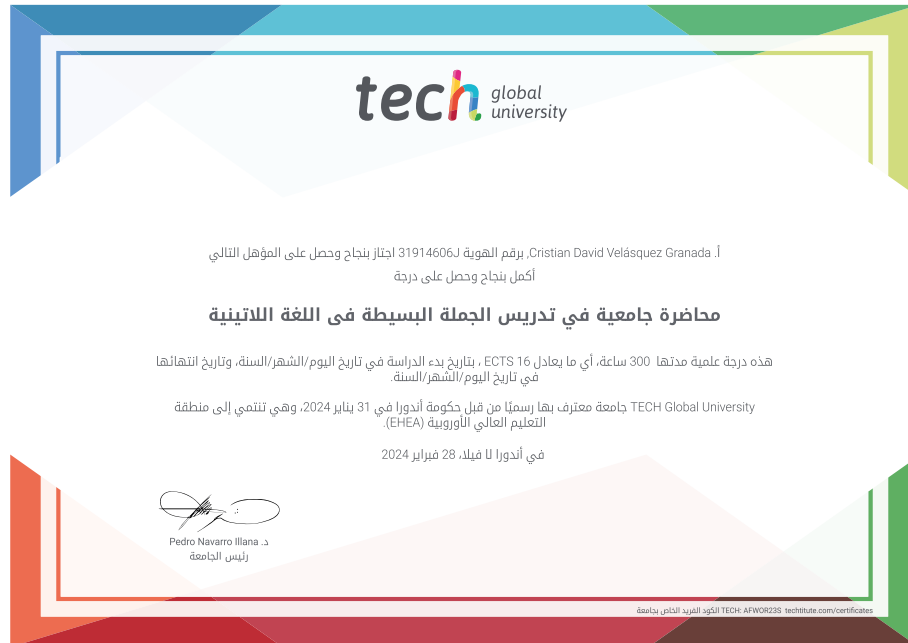 tech global
university
أ. Cristian David Velásquez Granada, برقم الهوية 31914606J اجتاز بنجاح وحصل على المؤهل التالي
أكمل بنجاح وحصل على درجة
محاضرة جامعية في تدريس الجملة البسيطة فى اللغة اللاتينية
هذه درجة علمية مدتها 300 ساعة، أي ما يعادل 16 ECTS ، بتاريخ بدء الدراسة في تاريخ اليوم/الشهر/السنة، وتاريخ انتهائها
في تاريخ اليوم/الشهر/السنة.
TECH Global University جامعة معترف بها رسميًا من قبل حكومة أندورا في 31 يناير 2024، وهي تنتمي إلى منطقة
التعليم العالي الأوروبية (EHEA).
في أندورا لا فيلا، 28 فبراير 2024
د. Pedro Navarro Illana
رئيس الجامعة
الكود الفريد الخاص بجامعة TECH: AFWOR23S techtitute.com/certificates